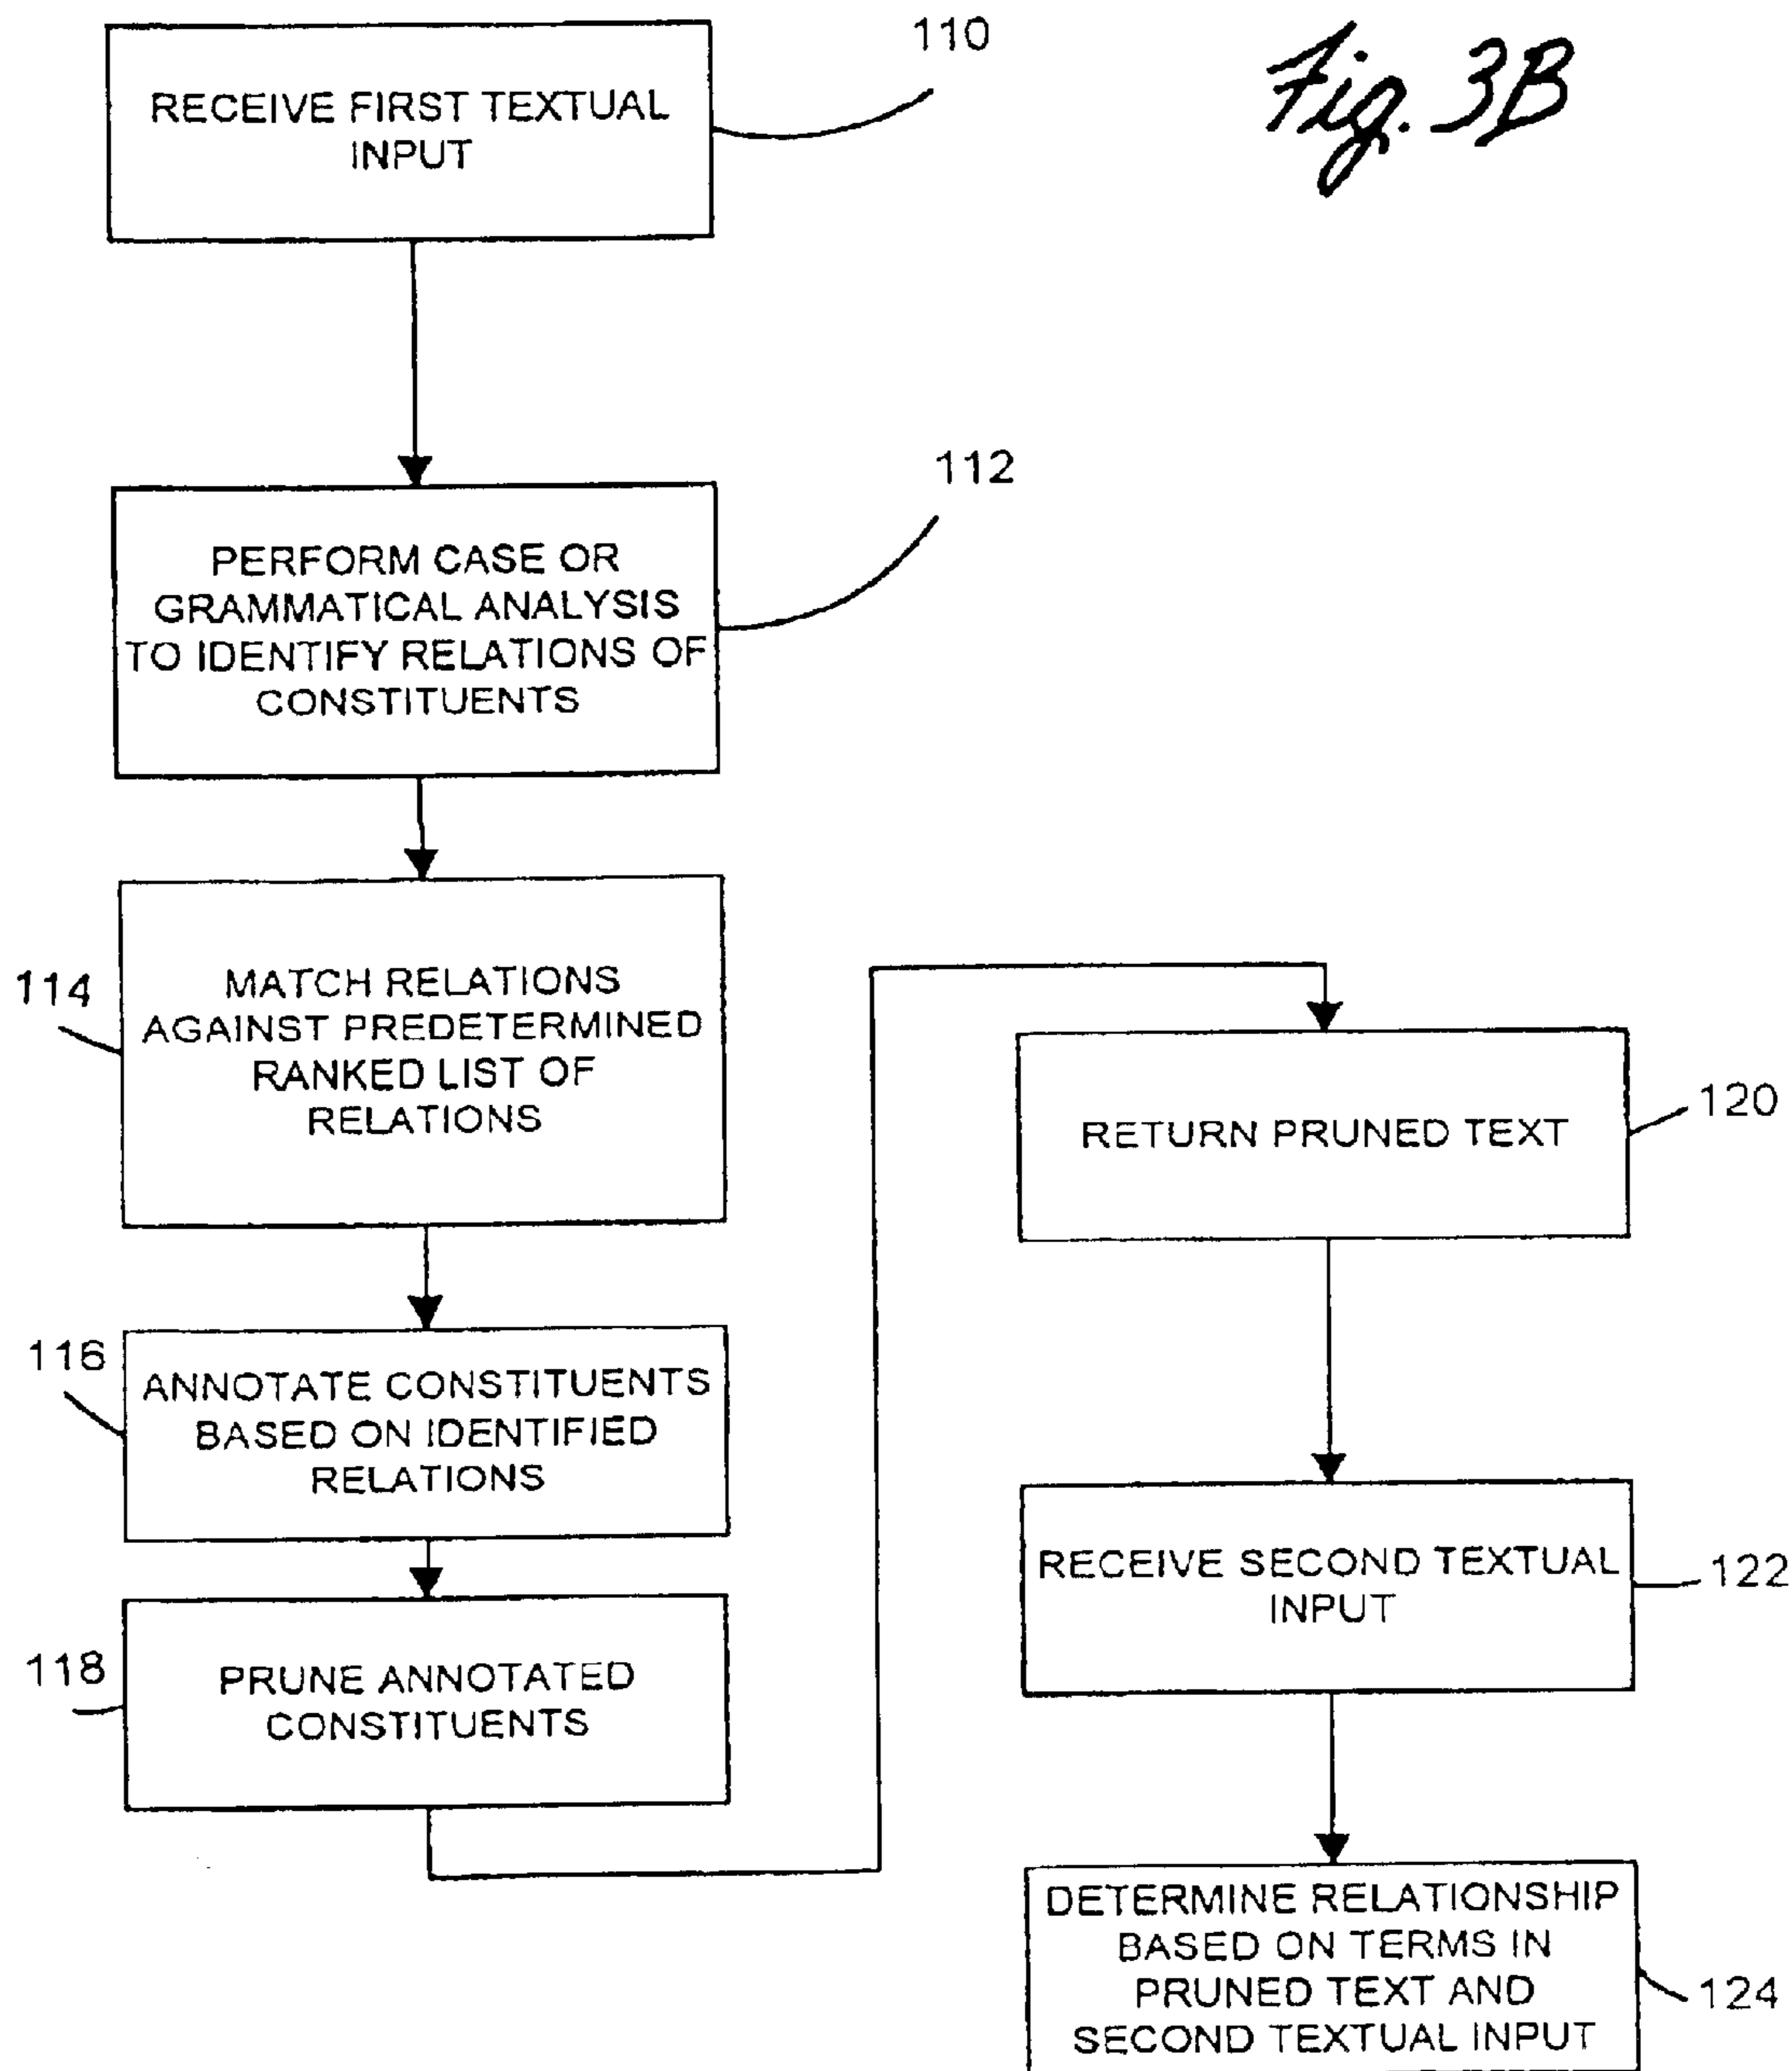 Fig. 3B
110
RECEIVE FIRST TEXTUAL
INPUT
112
PERFORM CASE OR
GRAMMATICAL ANALYSIS
TO IDENTIFY RELATIONS OF
CONSTITUENTS
114
MATCH RELATIONS
AGAINST PREDETERMINED
RANKED LIST OF
RELATIONS
116
ANNOTATE CONSTITUENTS
BASED ON IDENTIFIED
RELATIONS
118
PRUNE ANNOTATED
CONSTITUENTS
RETURN PRUNED TEXT
120
RECEIVE SECOND TEXTUAL
INPUT
122
DETERMINE RELATIONSHIP
BASED ON TERMS IN
PRUNED TEXT AND
SECOND TEXTUAL INPUT
124